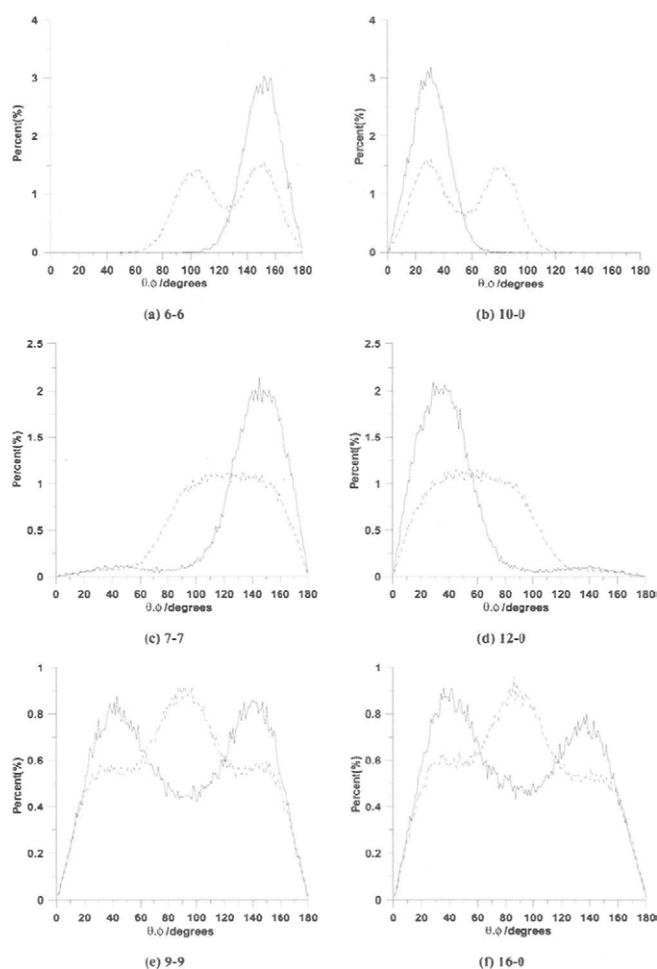 4 4
3 3
Percent(%) Percent(%)
2 2
1 1
0 0
0 20 40 60 80 100 120 140 160 180 0 20 40 60 80 100 120 140 160 180
θ.φ /degrees θ.φ /degrees
(a) 6-6 (b) 10-0
2.5 2.5
2 2
1.5 1.5
Percent(%) Percent(%)
1 1
0.5 0.5
0 0
0 20 40 60 80 100 120 140 160 180 0 20 40 60 80 100 120 140 160 180
θ.φ /degrees θ.φ /degrees
(c) 7-7 (d) 12-0
1 1
0.8 0.8
0.6 0.6
Percent(%) Percent(%)
0.4 0.4
0.2 0.2
0 0
0 20 40 60 80 100 120 140 160 180 0 20 40 60 80 100 120 140 160 180
θ.φ /degrees θ.φ /degrees
(e) 9-9 (f) 16-0